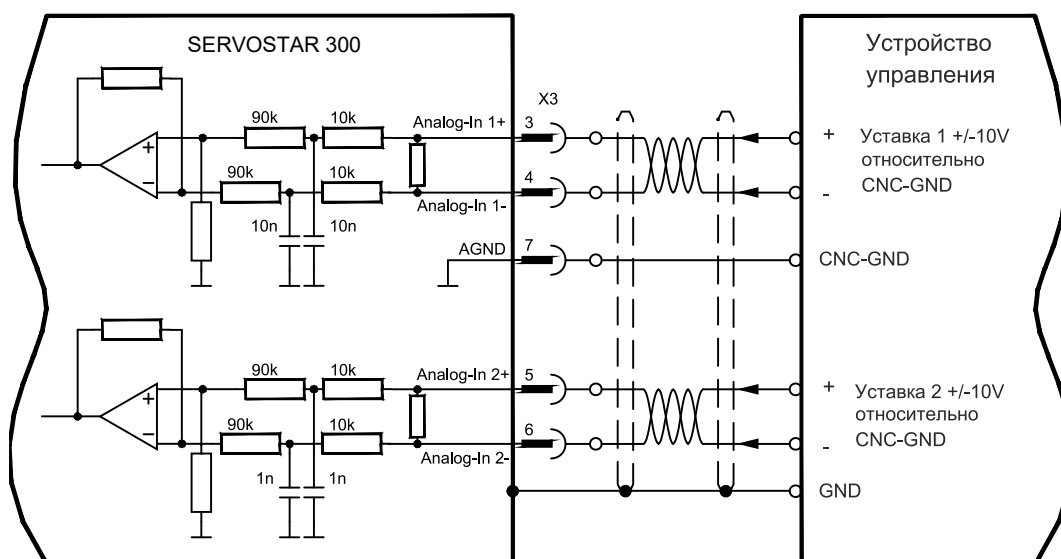 SERVOSTAR 300
Устройство
управления
X3
90k
10k
Analog-In 1+
3
+
Уставка 1 +/-10V
относительно
CNC-GND
+
−
90k
10k
4
-
Analog-In 1-
10n
10n
AGND
7
CNC-GND
90k
10k
Analog-In 2+
5
+
Уставка 2 +/-10V
относительно
CNC-GND
+
−
90k
10k
6
-
Analog-In 2-
1n
1n
GND